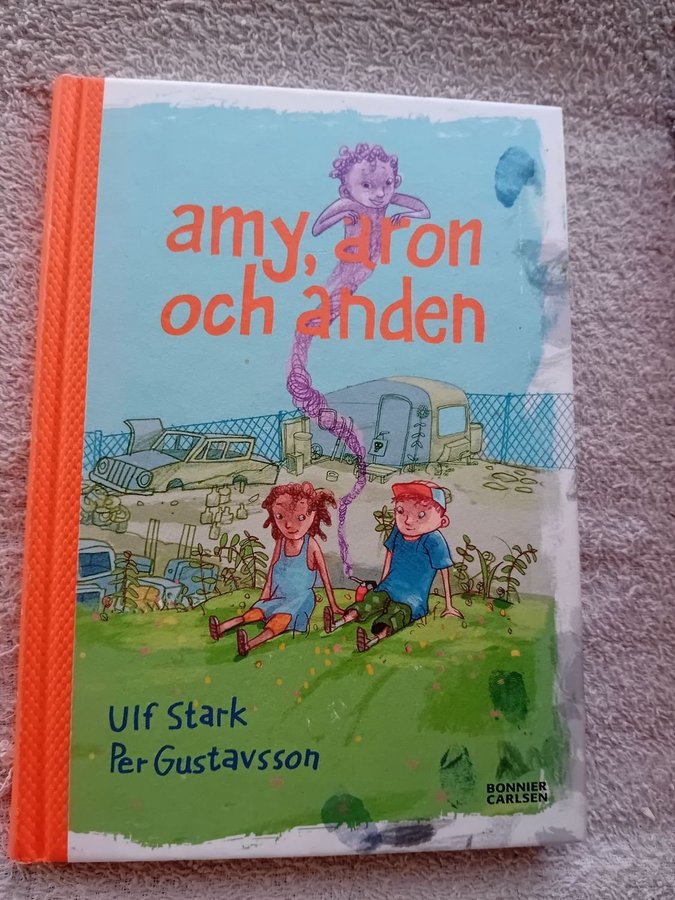 amy, aron
och anden
Ulf Stark
Per Gustavsson
BONNIER
CARLSEN